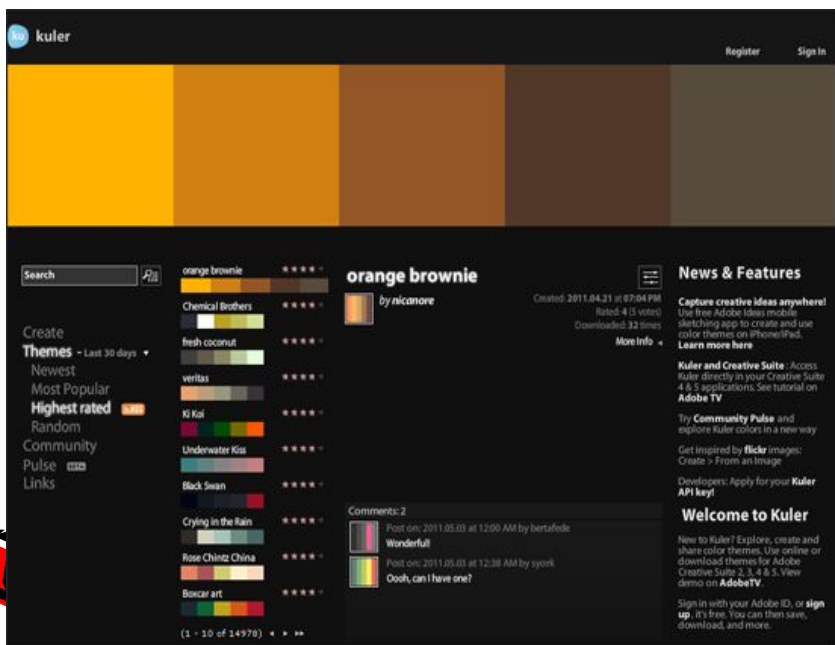 ku kuler
Register Sign In
Search
Create
Themes - Last 30 days
Newest
Most Popular
Highest rated
Random
Community
Pulse BETA
Links
orange brownie
Chemical Brothers
fresh coconut
veritas
Ki Koi
Underwater Kiss
Black Swan
Crying in the Rain
Rose Chintz China
Boxcar art
(1 - 10 of 14978)
orange brownie
by nicanore
Created: 2011.04.21 at 07:04 PM
Rated: 4 (5 votes)
Downloaded: 32 times
More Info
Comments: 2
Post on: 2011.05.03 at 12:00 AM by bertafede
Wonderful!
Post on: 2011.05.03 at 12:38 AM by syork
Oooh, can I have one?
News & Features
Capture creative ideas anywhere!
Use free Adobe Ideas mobile
sketching app to create and use
color themes on iPhone/iPad.
Learn more here
Kuler and Creative Suite : Access
Kuler directly in your Creative Suite
4 & 5 applications. See tutorial on
Adobe TV
Try Community Pulse and
explore Kuler colors in a new way
Get inspired by flickr images:
Create > From an Image
Developers: Apply for your Kuler
API key!
Welcome to Kuler
New to Kuler? Explore, create and
share color themes. Use online or
download themes for Adobe
Creative Suite 2, 3, 4 & 5. View
demo on AdobeTV.
Sign in with your Adobe ID, or sign
up, it's free. You can then save,
download, and more.